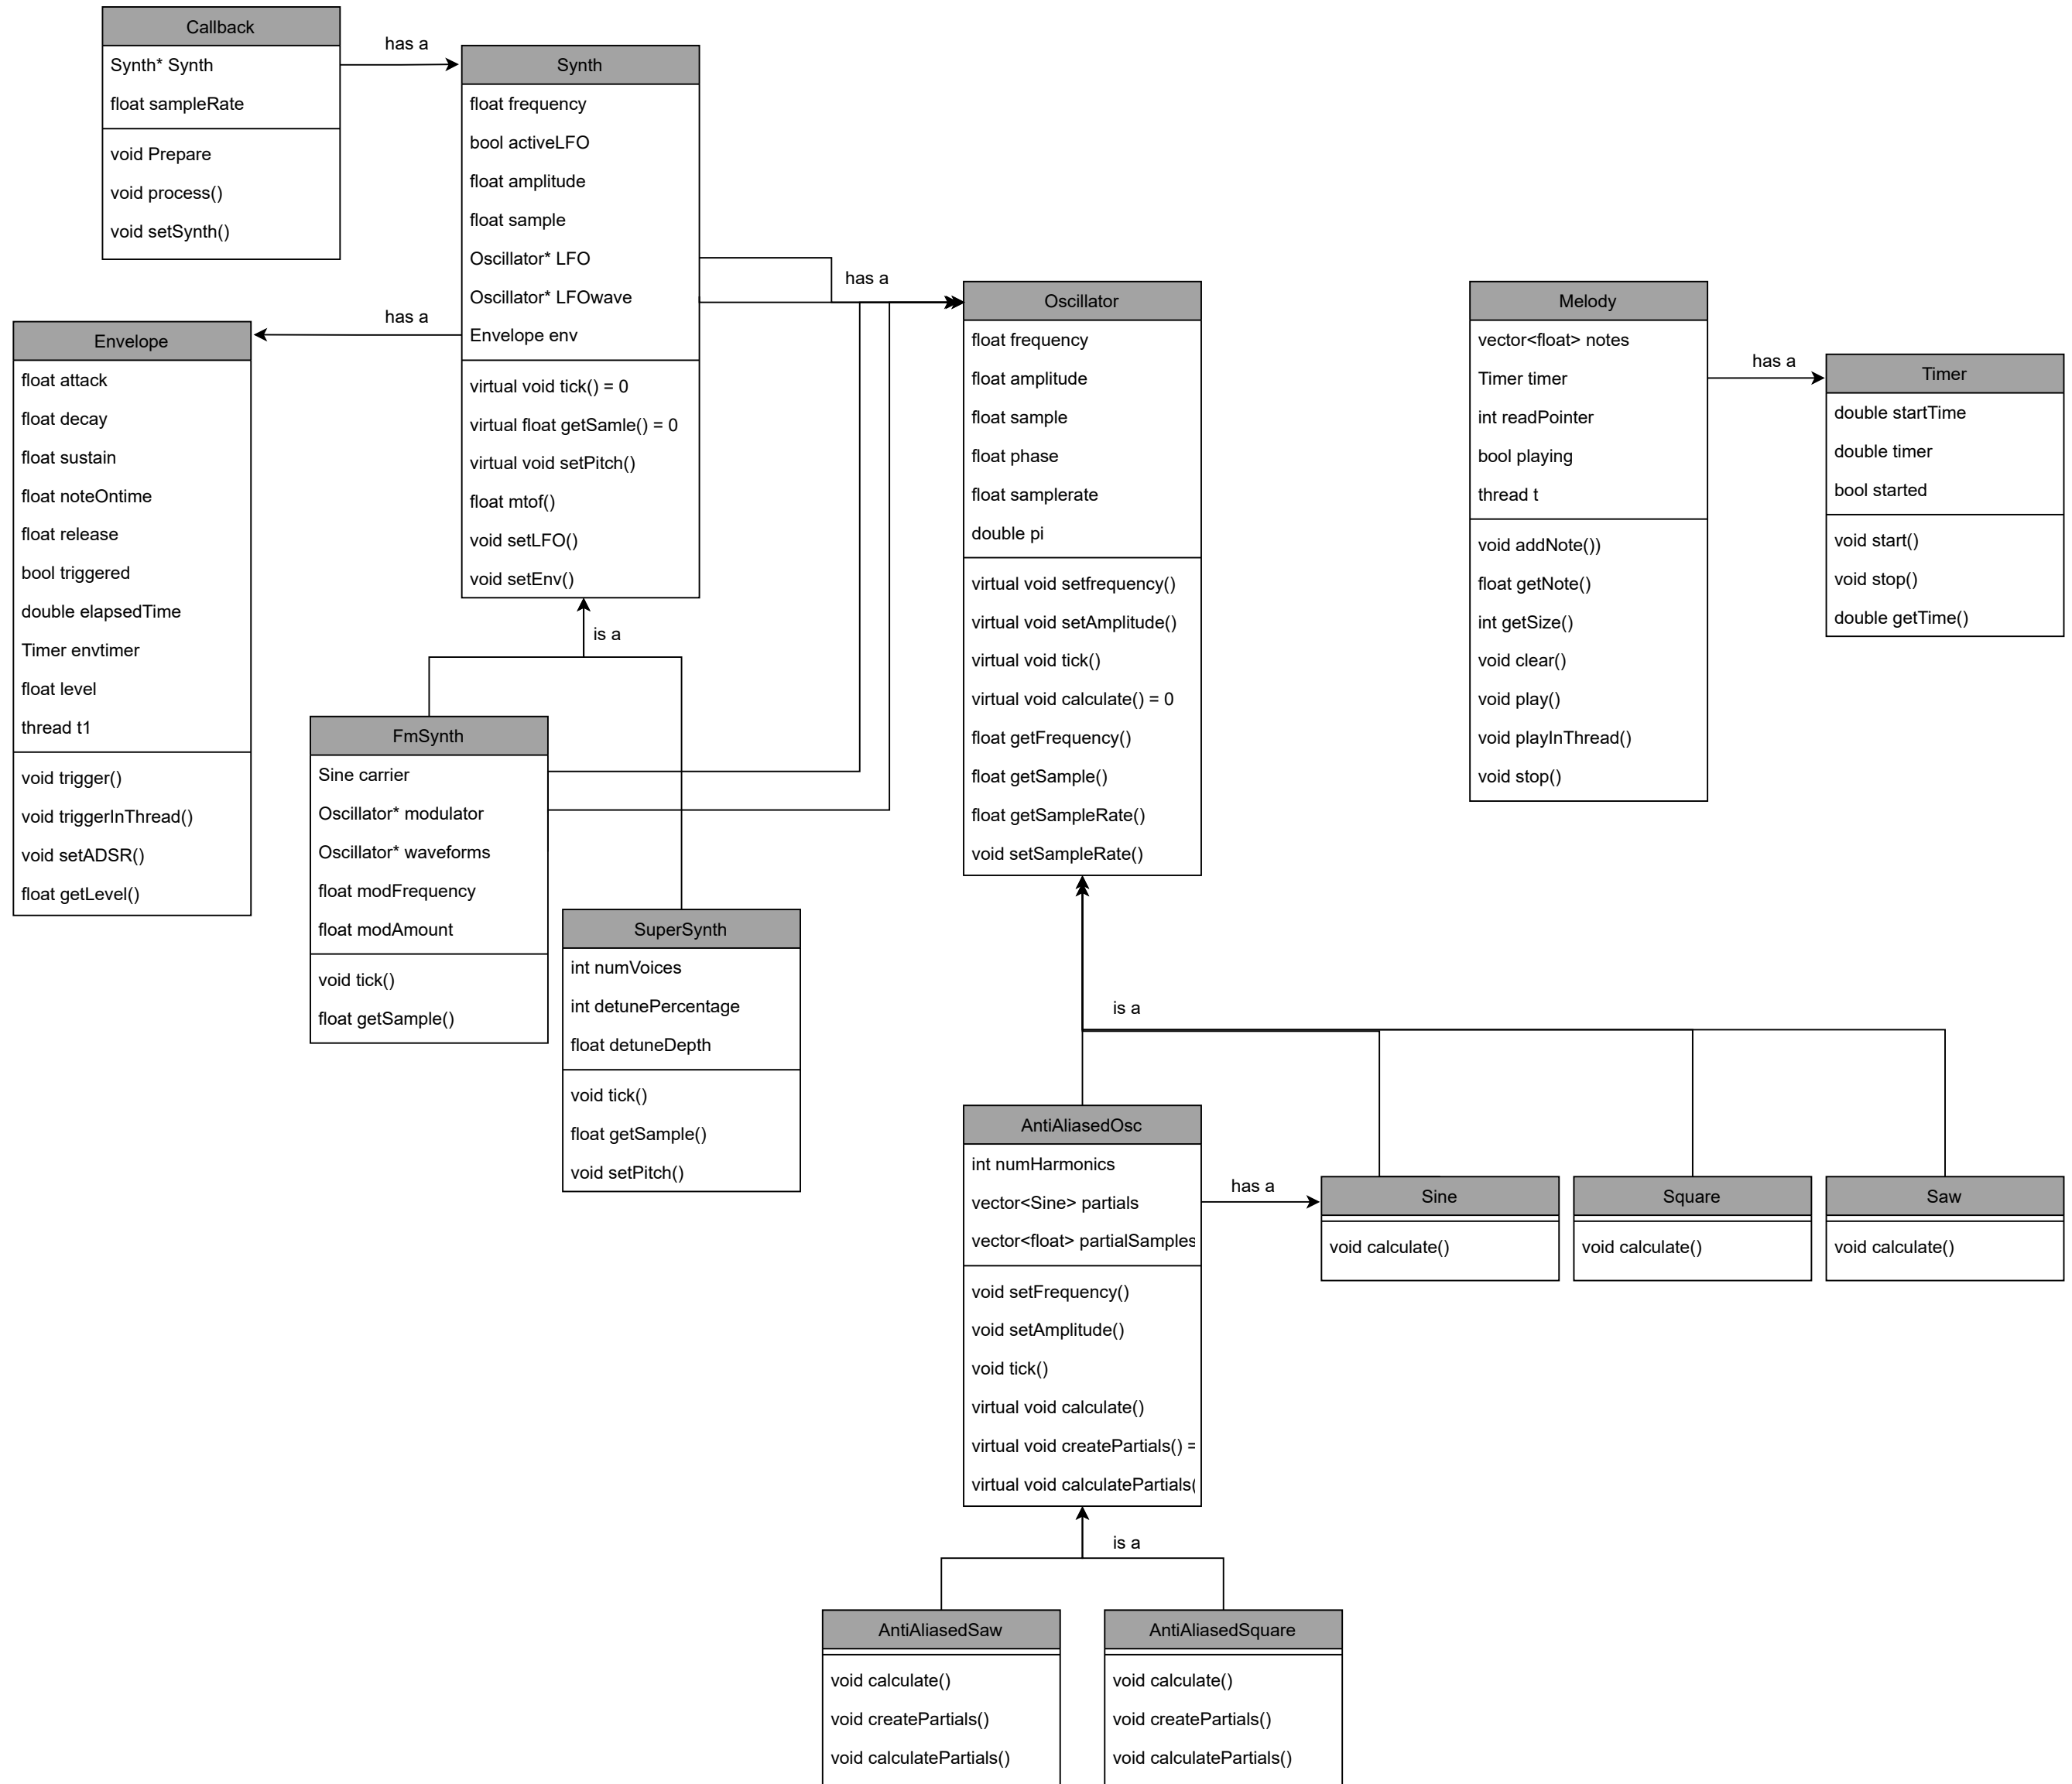 Callback
Synth* Synth
float sampleRate
void Prepare
void process()
void setSynth()
has a
Synth
float frequency
bool activeLFO
float amplitude
float sample
Oscillator* LFO
Oscillator* LFOwave
Envelope env
virtual void tick() = 0
virtual float getSamle() = 0
virtual void setPitch()
float mtof()
void setLFO()
void setEnv()
has a
has a
Envelope
float attack
float decay
float sustain
float noteOntime
float release
bool triggered
double elapsedTime
Timer envtimer
float level
thread t1
void trigger()
void triggerInThread()
void setADSR()
float getLevel()
Oscillator
float frequency
float amplitude
float sample
float phase
float samplerate
double pi
virtual void setfrequency()
virtual void setAmplitude()
virtual void tick()
virtual void calculate() = 0
float getFrequency()
float getSample()
float getSampleRate()
void setSampleRate()
Melody
vector<float> notes
Timer timer
int readPointer
bool playing
thread t
void addNote())
float getNote()
int getSize()
void clear()
void play()
void playInThread()
void stop()
has a
Timer
double startTime
double timer
bool started
void start()
void stop()
double getTime()
is a
FmSynth
Sine carrier
Oscillator* modulator
Oscillator* waveforms
float modFrequency
float modAmount
void tick()
float getSample()
SuperSynth
int numVoices
int detunePercentage
float detuneDepth
void tick()
float getSample()
void setPitch()
is a
AntiAliasedOsc
int numHarmonics
vector<Sine> partials
vector<float> partialSamples
void setFrequency()
void setAmplitude()
void tick()
virtual void calculate()
virtual void createPartials() =
virtual void calculatePartials(
has a
Sine
void calculate()
Square
void calculate()
Saw
void calculate()
is a
AntiAliasedSaw
void calculate()
void createPartials()
void calculatePartials()
AntiAliasedSquare
void calculate()
void createPartials()
void calculatePartials()